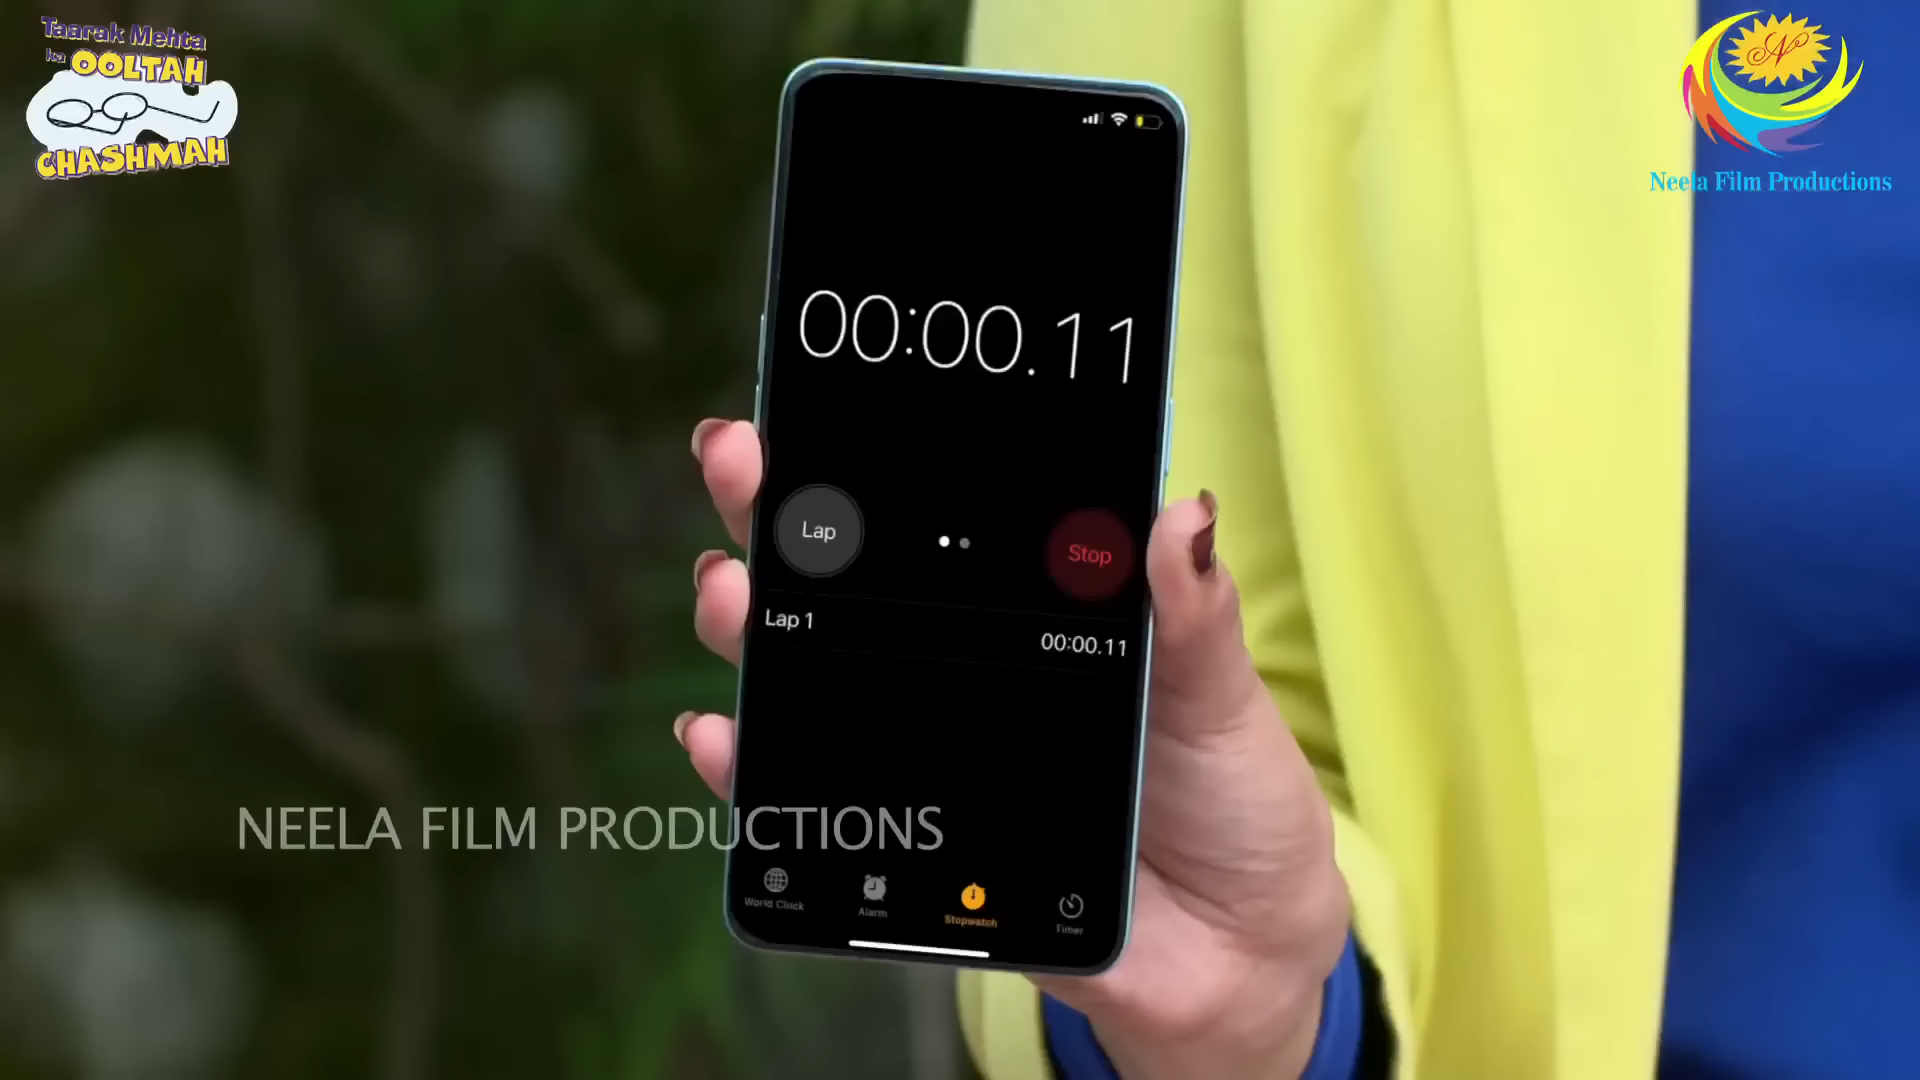 Taarak Mehta
ka OOLTAH
CHASHMAH
N
Neela Film Productions
00:00.11
Lap
Stop
Lap 1
00:00.11
NEELA FILM PRODUCTIONS
World Clock
Alarm
Stopwatch
Timer